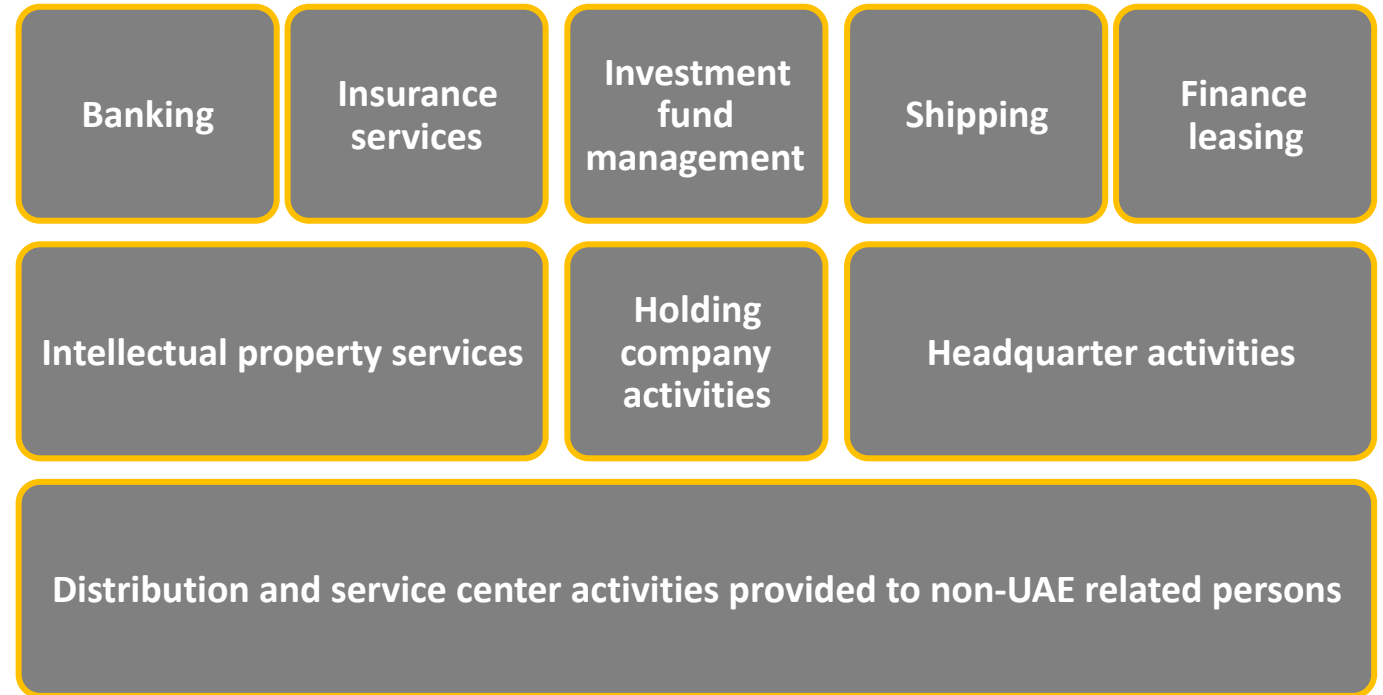 Banking
Insurance
services
Investment
fund
management
Shipping
Finance
leasing
Intellectual property services
Holding
company
activities
Headquarter activities
Distribution and service center activities provided to non-UAE related persons